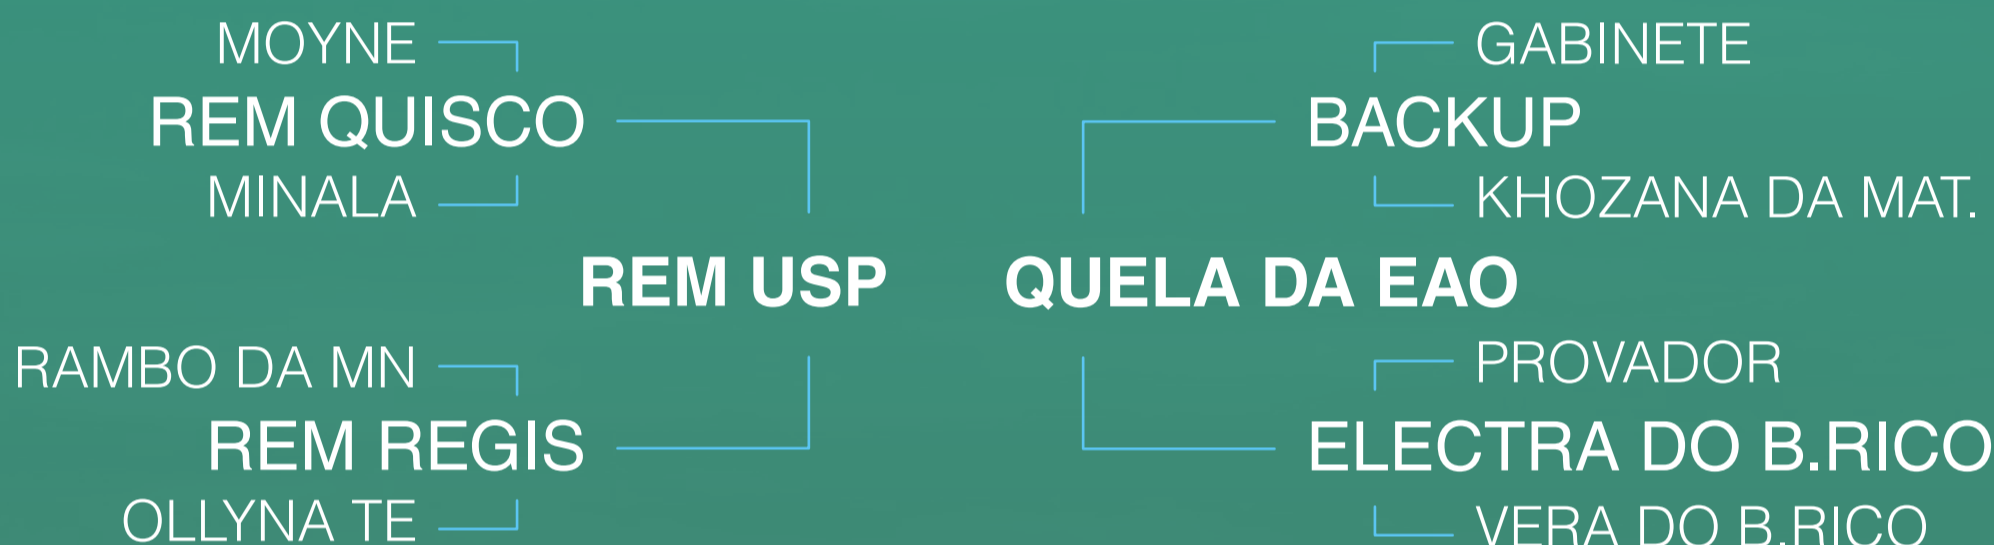 MOYNE
REM QUISCO
MINALA
REM USP
RAMBO DA MN
REM REGIS
OLLYNA TE
GABINETE
BACKUP
KHOZANA DA MAT.
QUELA DA EAO
PROVADOR
ELECTRA DO B.RICO
VERA DO B.RICO